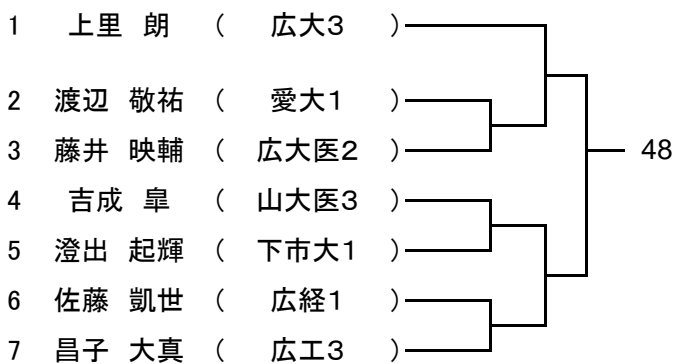 1 上里 朗 （ 広大３ ）
2 渡辺 敬祐 （ 愛大１ ）
3 藤井 映輔 （ 広大医２ ）
48
4 吉成 皐 （ 山大医３ ）
5 澄出 起輝 （ 下市大１ ）
6 佐藤 凱世 （ 広経１ ）
7 昌子 大真 （ 広工３ ）